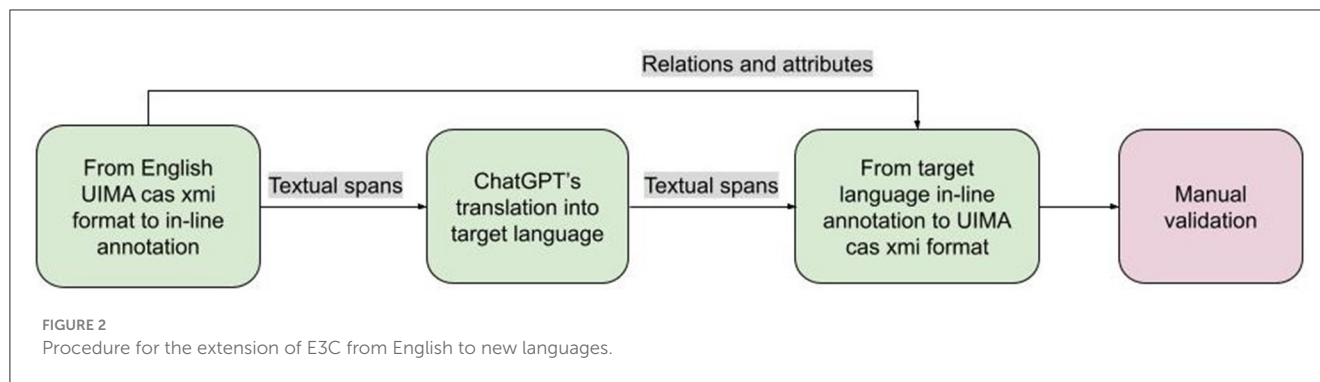 Relations and attributes
From English
UIMA cas xmi
format to in-line
annotation
Textual spans
ChatGPT's
translation into
target language
Textual spans
From target
language in-line
annotation to UIMA
cas xmi format
Manual
validation
FIGURE 2
Procedure for the extension of E3C from English to new languages.